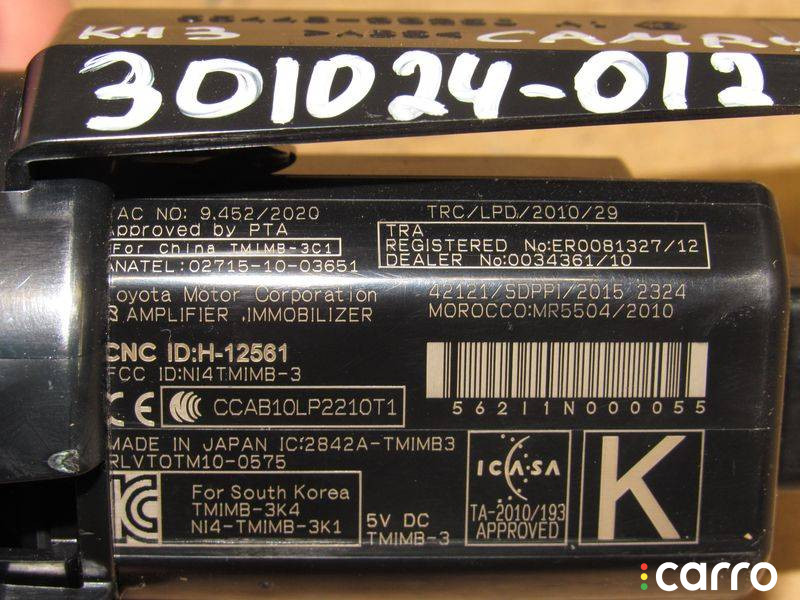 KH3 CAMRY
301024-012
TAC NO: 9.452/2020
Approved by PTA
For China TMIMB-3C1
ANATEL: 02715-10-03651
Toyota Motor Corporation
AMPLIFIER ,IMMOBILIZER
CNC ID:H-12561
FCC ID:NI4TMIMB-3
CE CCAB10LP2210T1
MADE IN JAPAN IC:2842A-TMIMB3
RLVTOTM10-0575
For South Korea
TMIMB-3K4
NI4-TMIMB-3K1
5V DC
TMIMB-3
TRC/LPD/2010/29
TRA
REGISTERED No:ER0081327/12
DEALER No:0034361/10
42121/SDPPI/2015 2324
MOROCCO:MR5504/2010
56211N000055
ICASA
TA-2010/193
APPROVED
K
carro